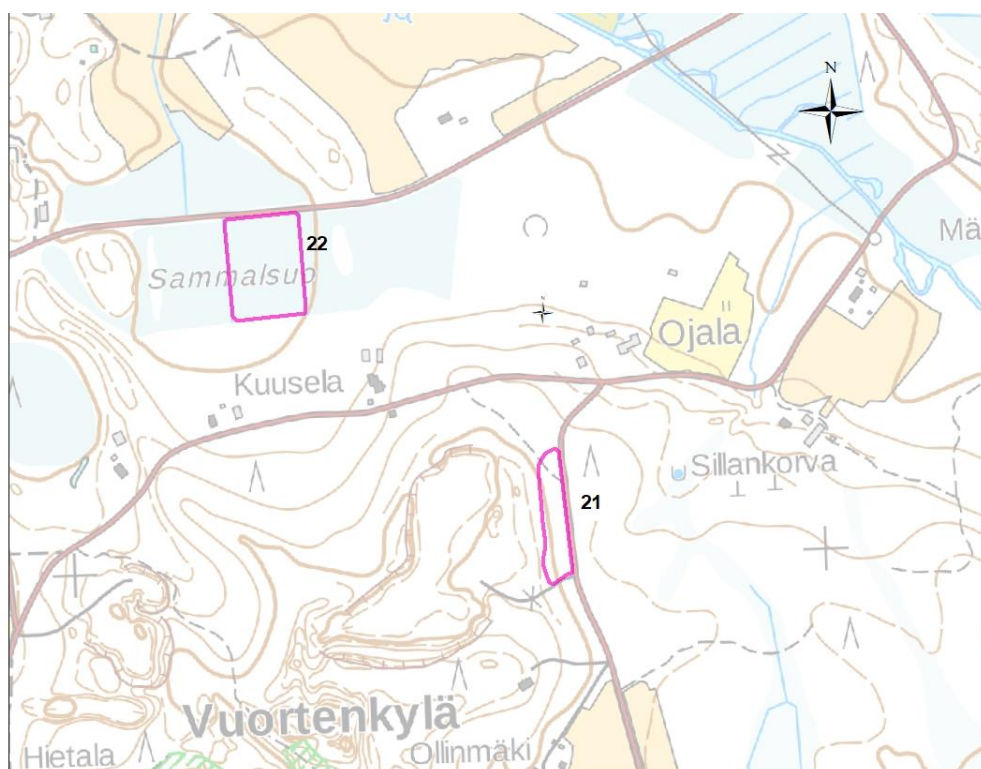 N
22
Sammalsuo
Mä
Ojala
Kuusela
Sillankorva
21
Vuortenkylä
Hietala
Ollinmäki